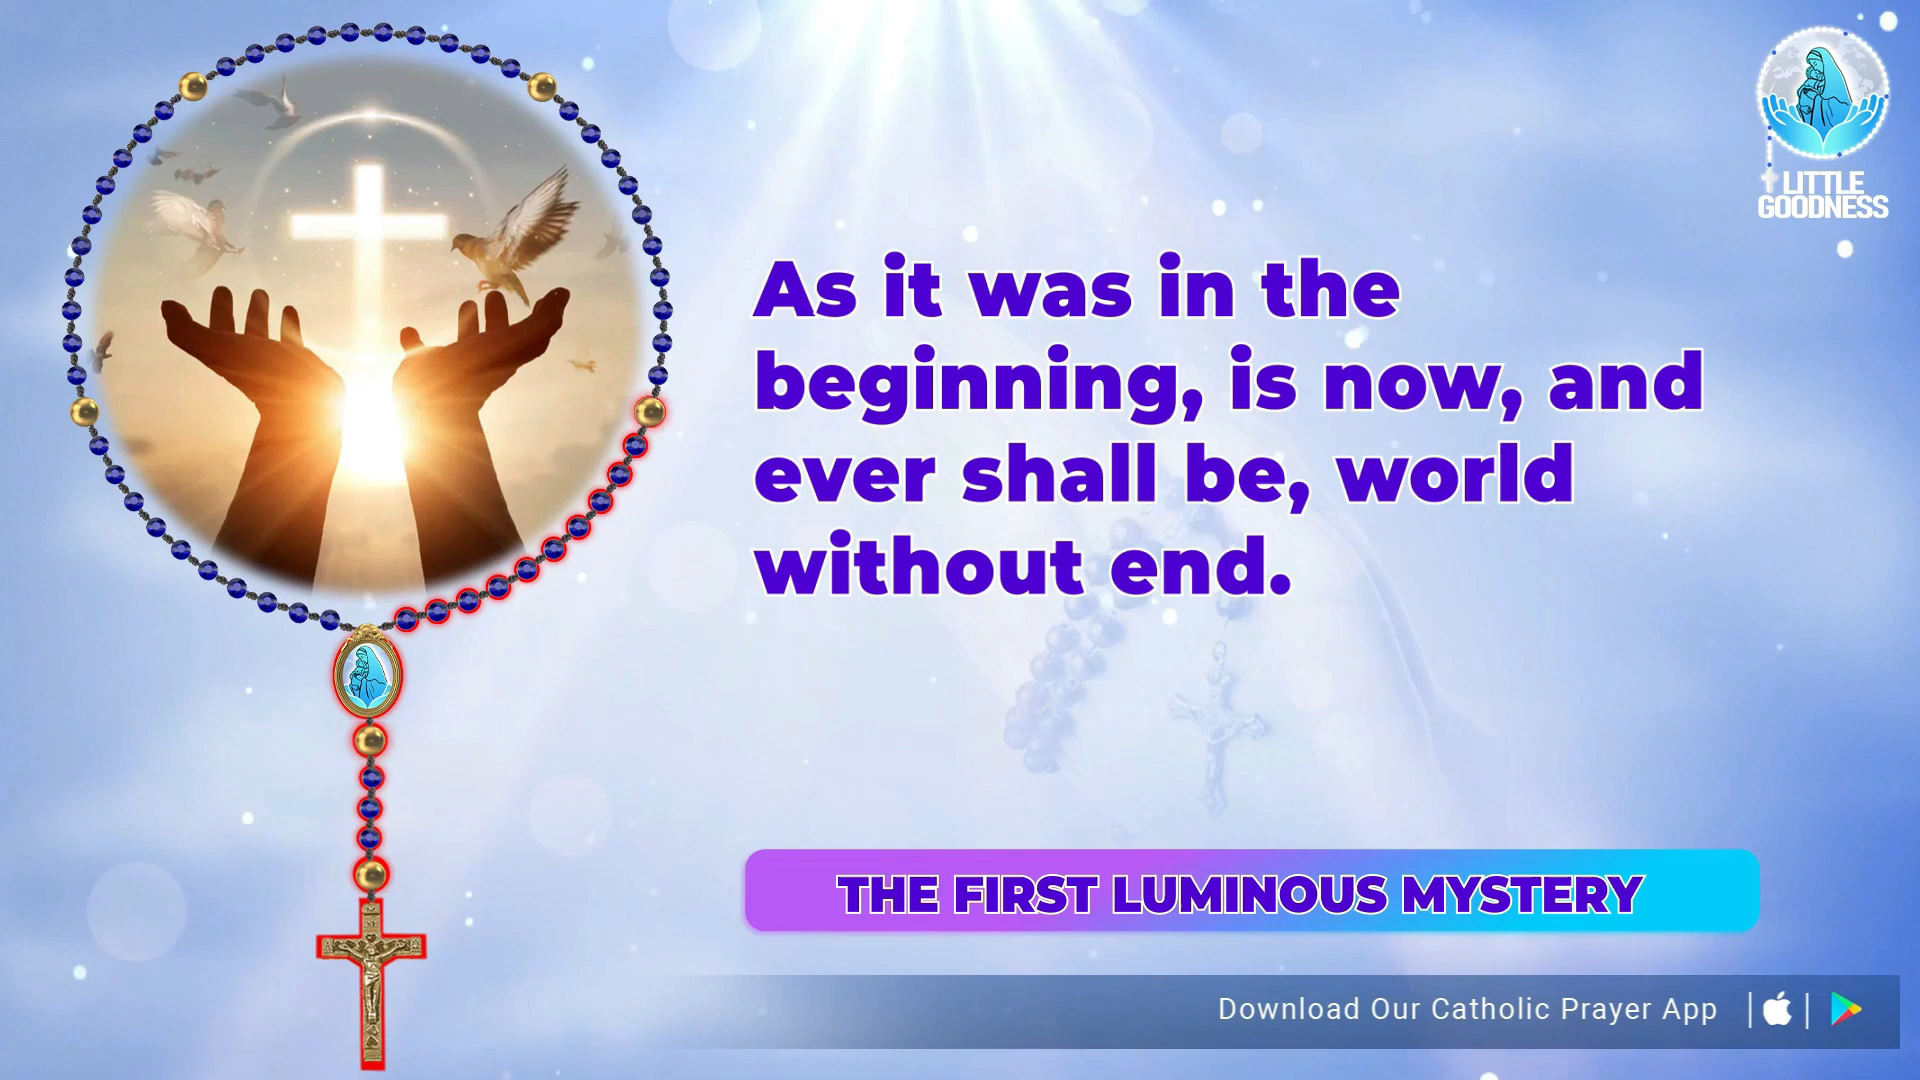 LITTLE
GOODNESS
As it was in the
beginning, is now, and
ever shall be, world
without end.
THE FIRST LUMINOUS MYSTERY
Download Our Catholic Prayer App